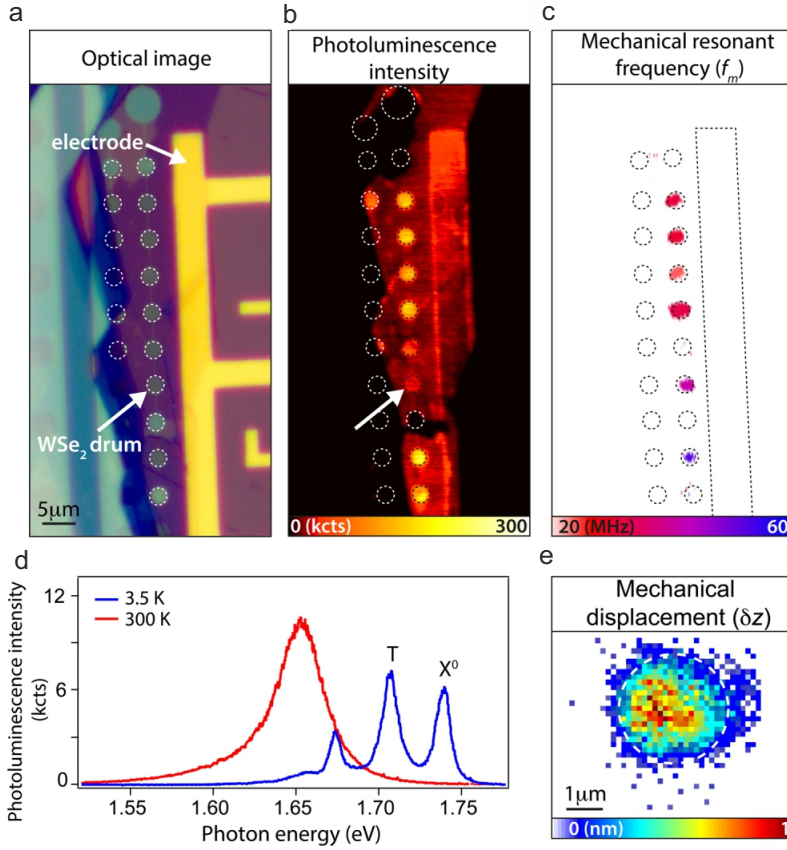 a
Optical image
electrode
WSe₂ drum
5μm
b
Photoluminescence
intensity
0 (kcts)
300
c
Mechanical resonant
frequency (fm)
20 (MHz)
60
d
Photoluminescence intensity
(kcts)
12
6
0
3.5 K
300 K
T
X⁰
1.55
1.60
1.65
1.70
1.75
Photon energy (eV)
e
Mechanical
displacement (δz)
1μm
0 (nm)
1